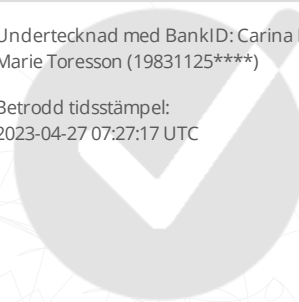 Undertecknad med BankID: Carina
Marie Toresson (19831125****)
Betrodd tidsstämpel:
2023-04-27 07:27:17 UTC